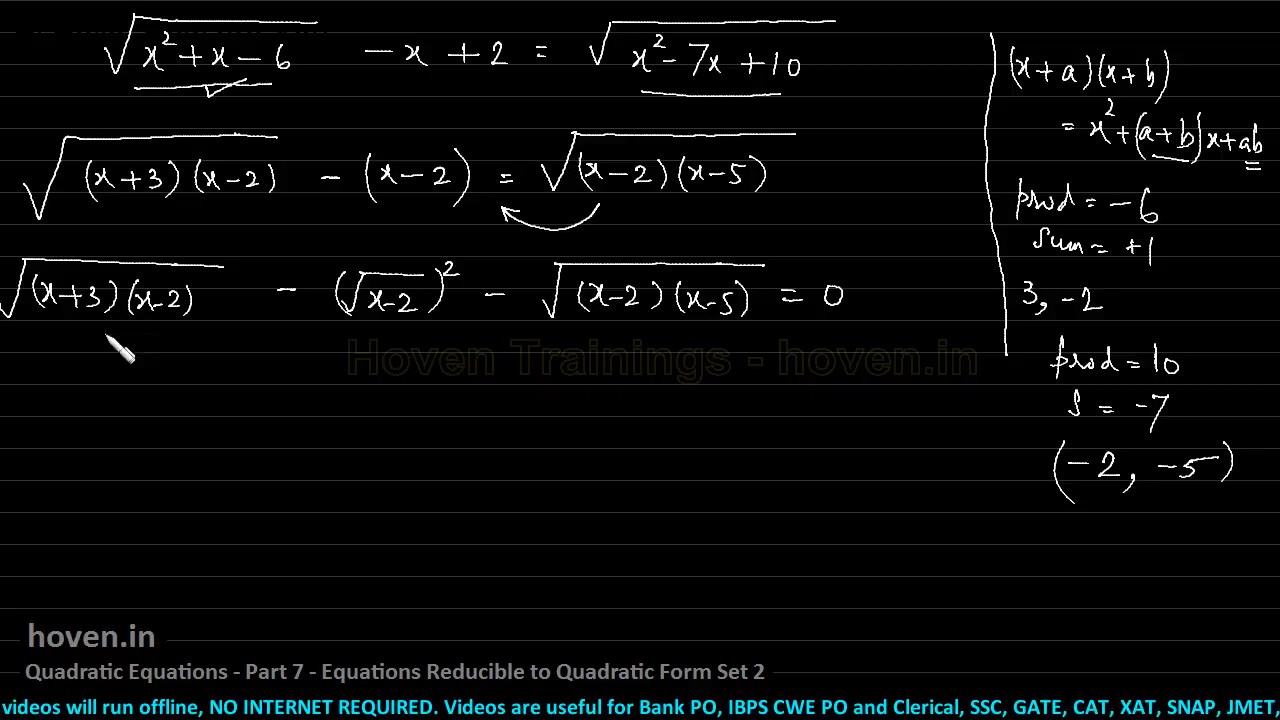 √(x² + x − 6) − x + 2 = √(x² − 7x + 10)
√((x+3)(x−2)) − (x−2) = √((x−2)(x−5))
√((x+3)(x−2)) − (√(x−2))² − √((x−2)(x−5)) = 0
(x+a)(x+b)
= x² + (a+b)x + ab
prod = −6
sum = +1
3, −2
prod = 10
S = −7
(−2, −5)
Hoven Trainings - hoven.in
hoven.in
Quadratic Equations - Part 7 - Equations Reducible to Quadratic Form Set 2
videos will run offline, NO INTERNET REQUIRED. Videos are useful for Bank PO, IBPS CWE PO and Clerical, SSC, GATE, CAT, XAT, SNAP, JMET,